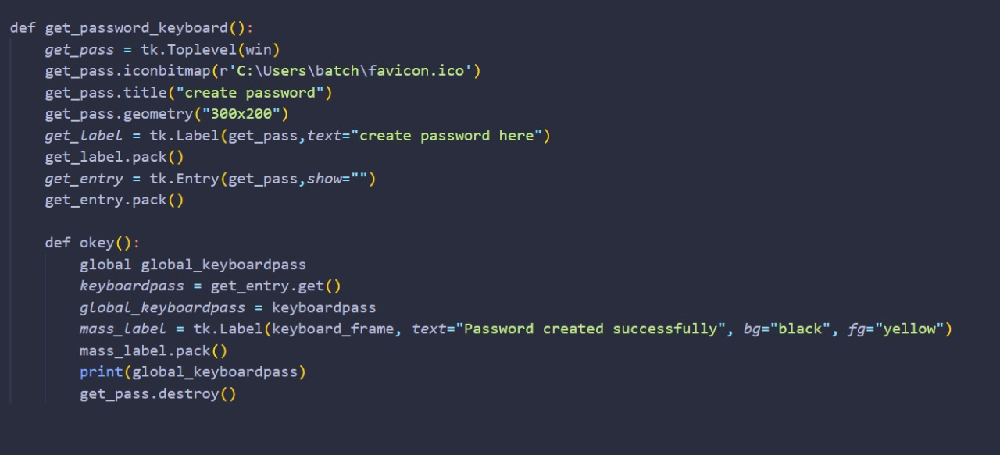 def get_password_keyboard():
    get_pass = tk.Toplevel(win)
    get_pass.iconbitmap(r'C:\Users\batch\favicon.ico')
    get_pass.title("create password")
    get_pass.geometry("300x200")
    get_label = tk.Label(get_pass,text="create password here")
    get_label.pack()
    get_entry = tk.Entry(get_pass,show="")
    get_entry.pack()

    def okey():
        global global_keyboardpass
        keyboardpass = get_entry.get()
        global_keyboardpass = keyboardpass
        mass_label = tk.Label(keyboard_frame, text="Password created successfully", bg="black", fg="yellow")
        mass_label.pack()
        print(global_keyboardpass)
        get_pass.destroy()